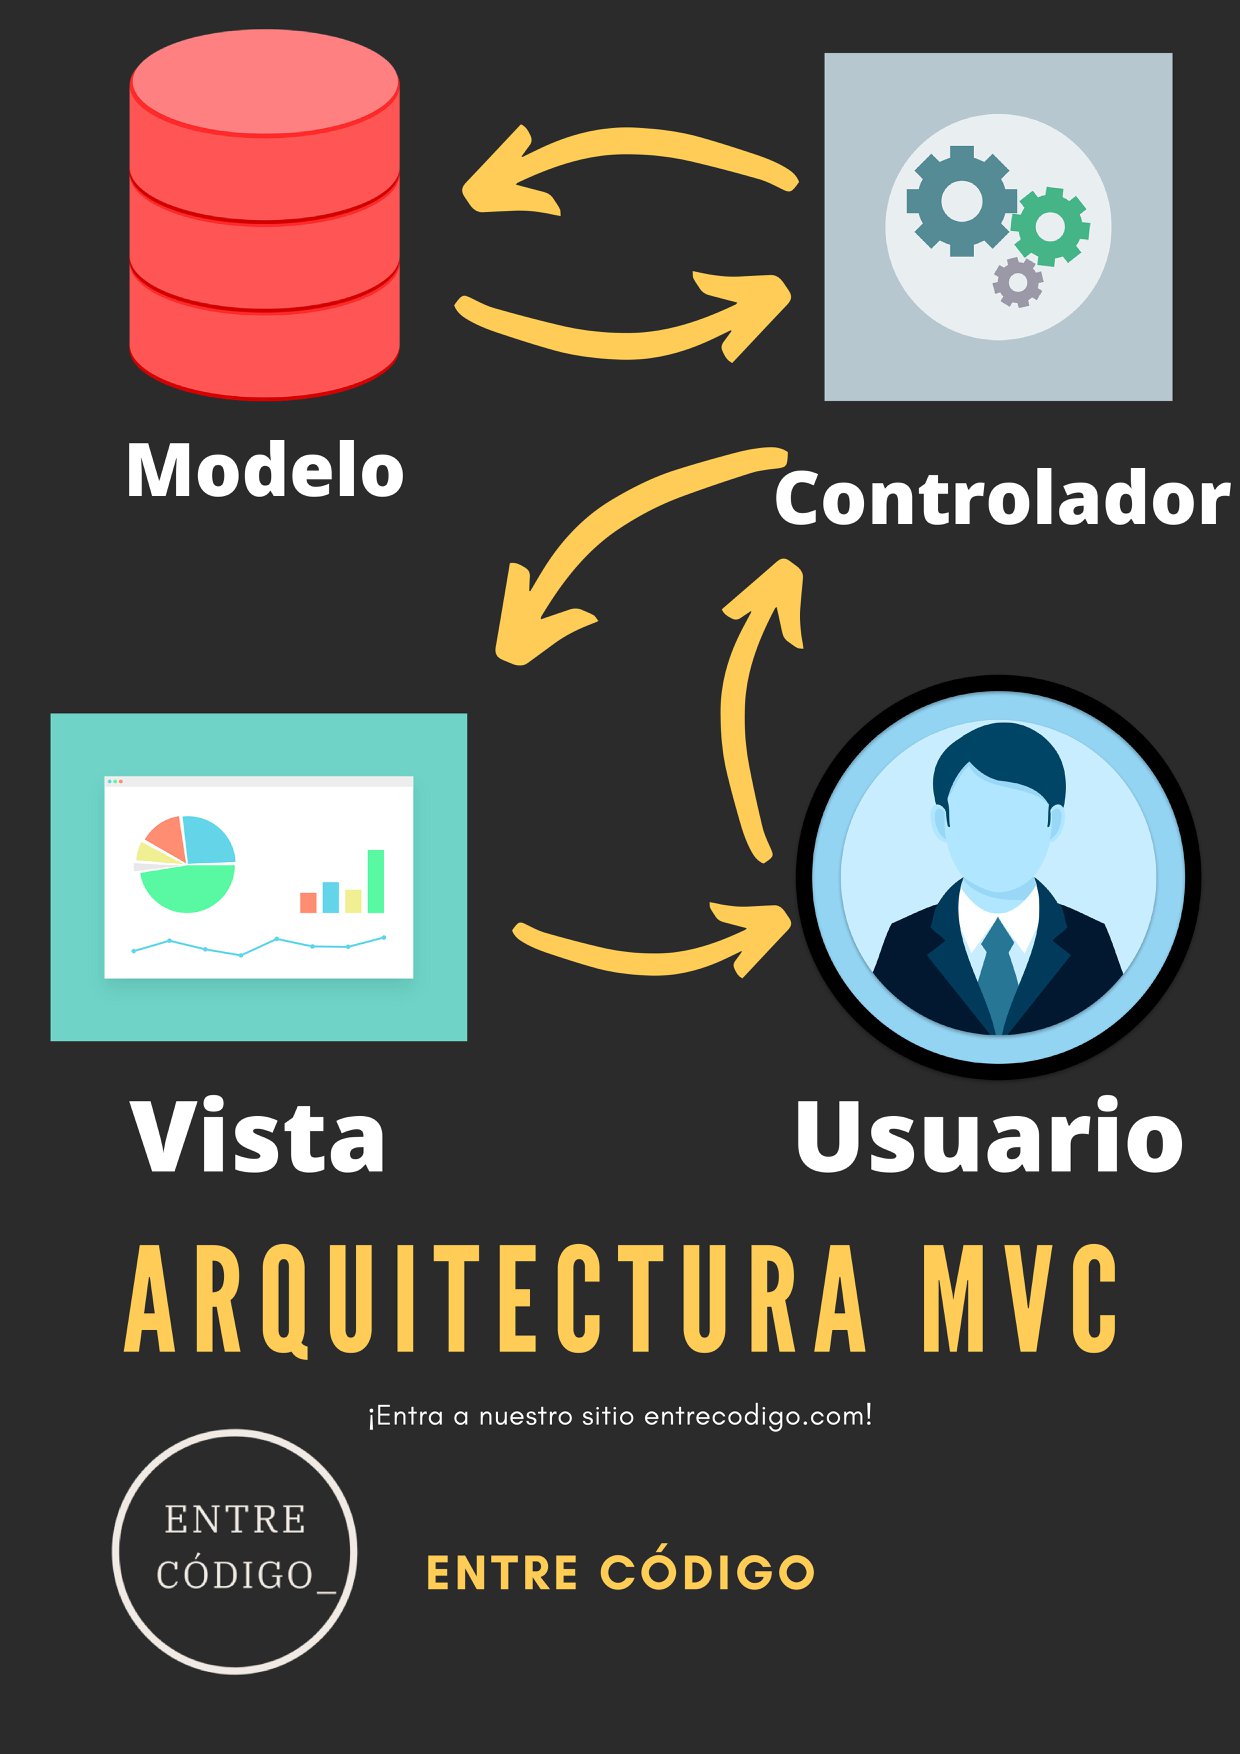 Modelo
Controlador
Vista
Usuario
ARQUITECTURA MVC
¡Entra a nuestro sitio entrecodigo.com!
ENTRE
CÓDIGO_
ENTRE CÓDIGO